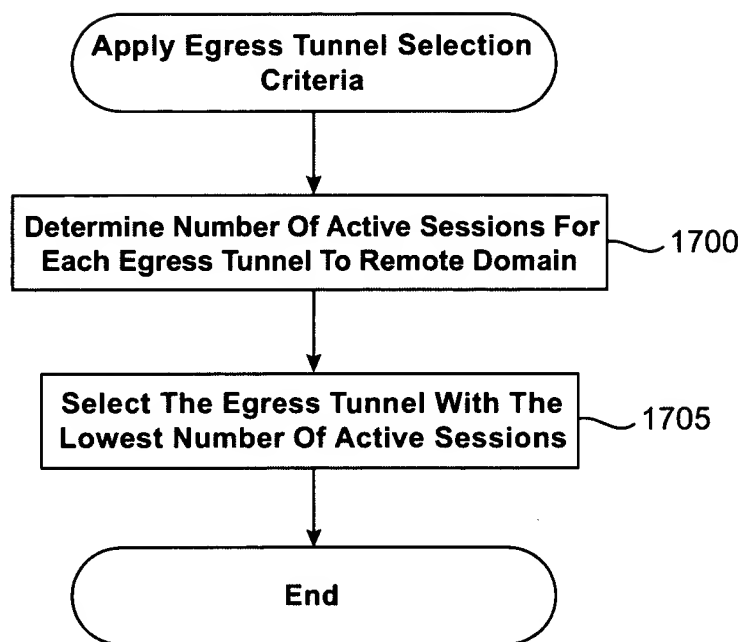 Apply Egress Tunnel Selection
Criteria
Determine Number Of Active Sessions For
Each Egress Tunnel To Remote Domain
1700
Select The Egress Tunnel With The
Lowest Number Of Active Sessions
1705
End